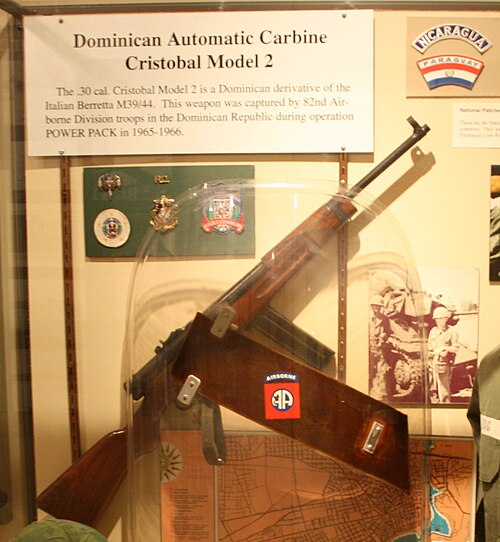 Dominican Automatic Carbine
Cristobal Model 2
The .30 cal. Cristobal Model 2 is a Dominican derivative of the
Italian Berretta M39/44.  This weapon was captured by 82nd Air-
borne Division troops in the Dominican Republic during operation
POWER PACK in 1965-1966.
NICARAGUA
PARAGUAY
National Patches
AIRBORNE
AA